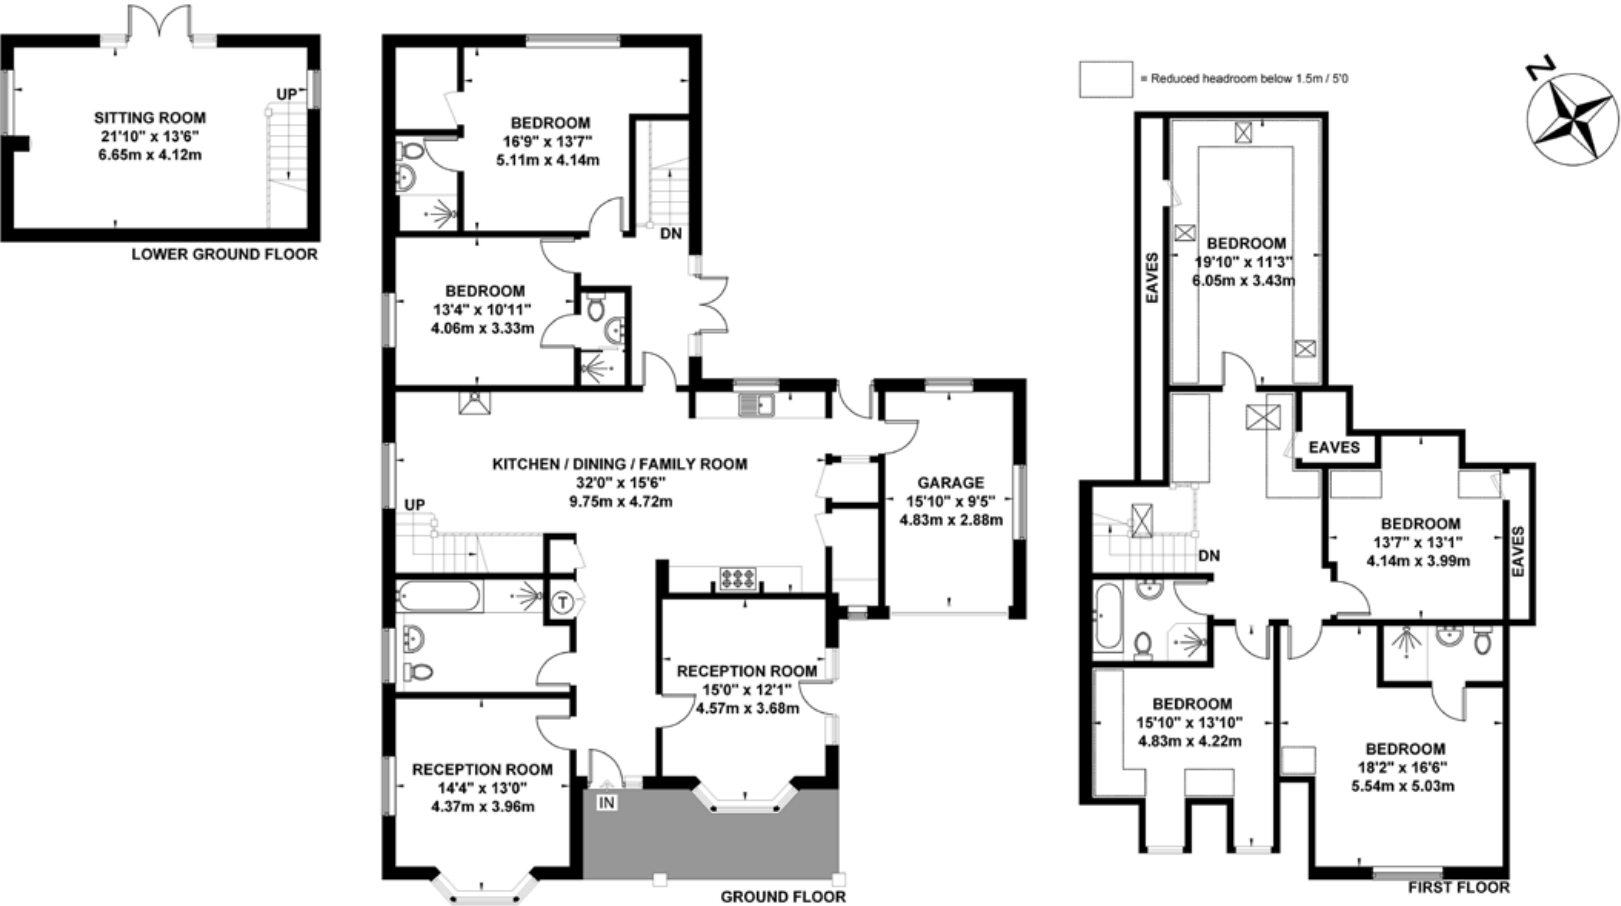 UP
SITTING ROOM
21'10" x 13'6"
6.65m x 4.12m
LOWER GROUND FLOOR
BEDROOM
16'9" x 13'7"
5.11m x 4.14m
DN
BEDROOM
13'4" x 10'11"
4.06m x 3.33m
KITCHEN / DINING / FAMILY ROOM
32'0" x 15'6"
9.75m x 4.72m
UP
GARAGE
15'10" x 9'5"
4.83m x 2.88m
T
RECEPTION ROOM
15'0" x 12'1"
4.57m x 3.68m
RECEPTION ROOM
14'4" x 13'0"
4.37m x 3.96m
IN
GROUND FLOOR
= Reduced headroom below 1.5m / 5'0
N
BEDROOM
19'10" x 11'3"
6.05m x 3.43m
EAVES
EAVES
BEDROOM
13'7" x 13'1"
4.14m x 3.99m
EAVES
DN
BEDROOM
15'10" x 13'10"
4.83m x 4.22m
BEDROOM
18'2" x 16'6"
5.54m x 5.03m
FIRST FLOOR